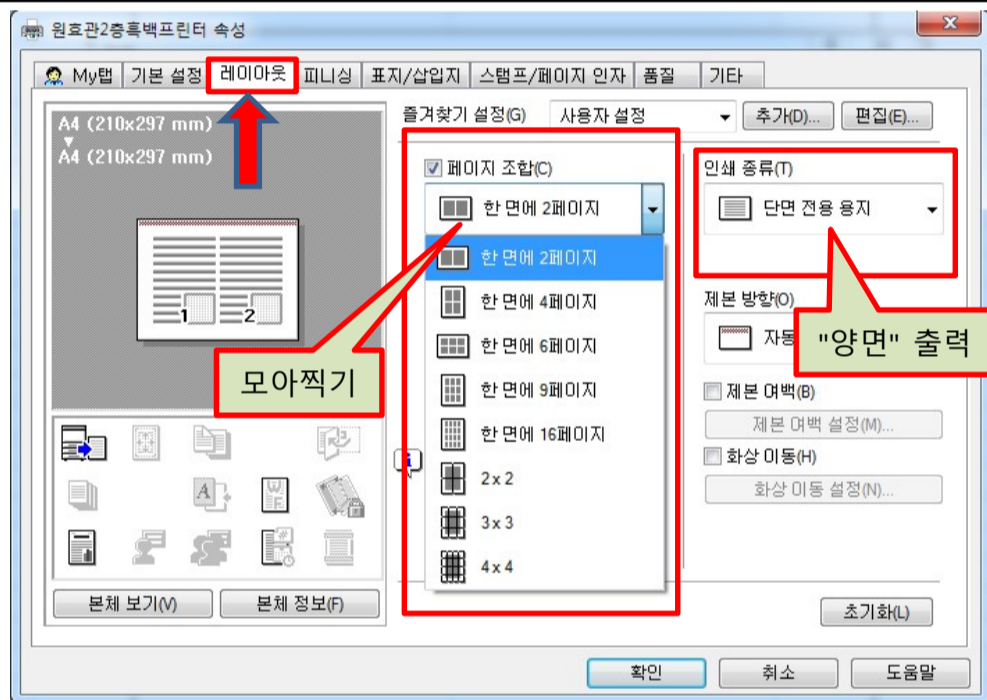 원효관2층흑백프린터 속성
My탭 기본 설정 레이아웃 피니싱 표지/삽입지 스탬프/페이지 인자 품질 기타
A4 (210x297 mm)
A4 (210x297 mm)
1 2
즐겨찾기 설정(G) 사용자 설정 추가(D)... 편집(E)...
페이지 조합(C)
한 면에 2페이지
한 면에 2페이지
한 면에 4페이지
한 면에 6페이지
한 면에 9페이지
한 면에 16페이지
2 x 2
3 x 3
4 x 4
모아찍기
인쇄 종류(T)
단면 전용 용지
제본 방향(O)
자동
"양면" 출력
제본 여백(B)
제본 여백 설정(M)...
화상 이동(H)
화상 이동 설정(N)...
본체 보기(V) 본체 정보(F)
초기화(L)
확인 취소 도움말